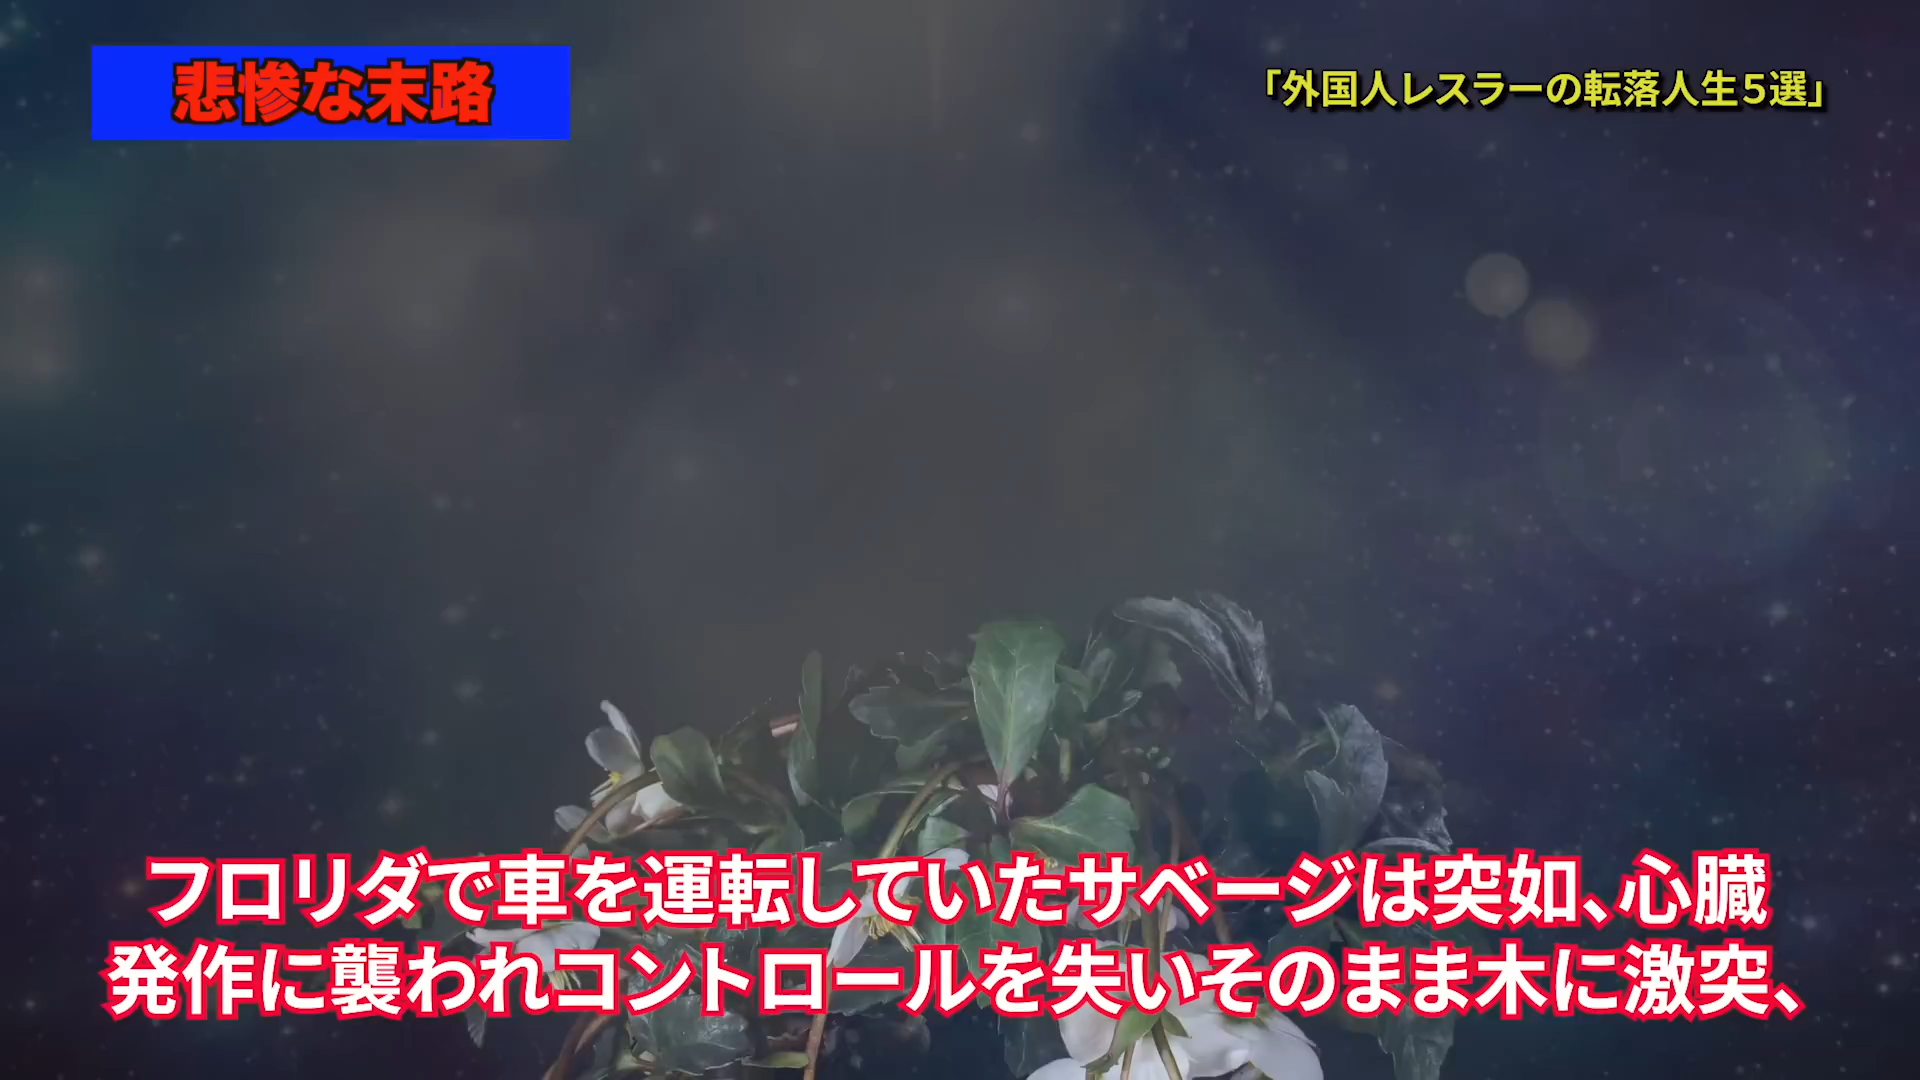 悲惨な末路
「外国人レスラーの転落人生5選」
フロリダで車を運転していたサベージは突如、心臓
発作に襲われコントロールを失いそのまま木に激突、